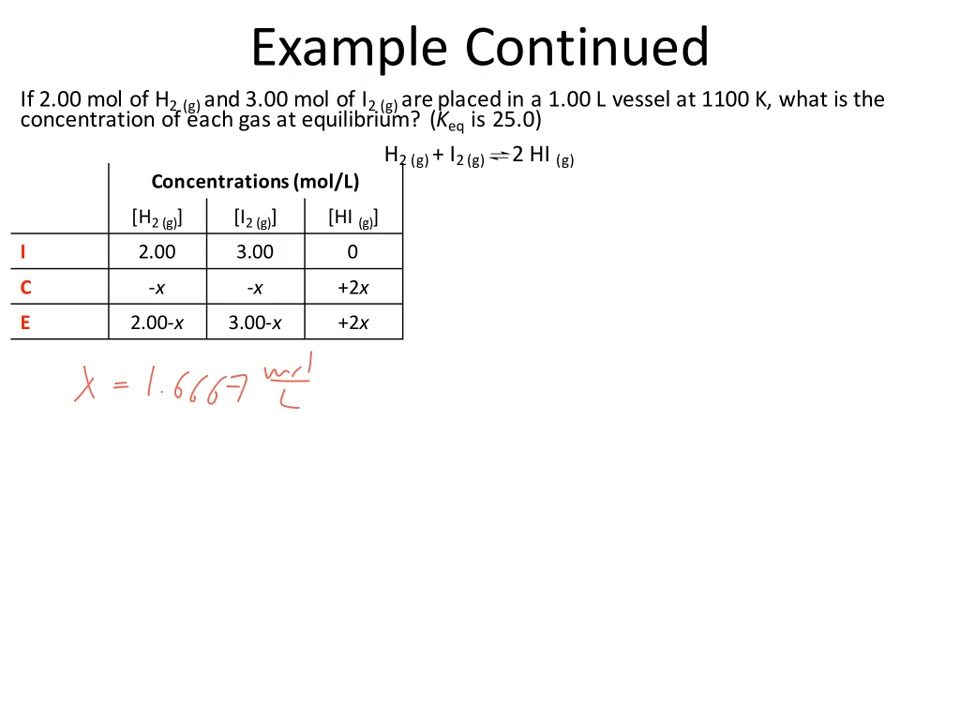 Example Continued
If 2.00 mol of H2 (g) and 3.00 mol of I2 (g) are placed in a 1.00 L vessel at 1100 K, what is the
concentration of each gas at equilibrium? (Keq is 25.0)
H2 (g) + I2 (g) ⇌ 2 HI (g)
Concentrations (mol/L)
[H2 (g)] [I2 (g)] [HI (g)]
I 2.00 3.00 0
C -x -x +2x
E 2.00-x 3.00-x +2x
x = 1.6667 mol/L